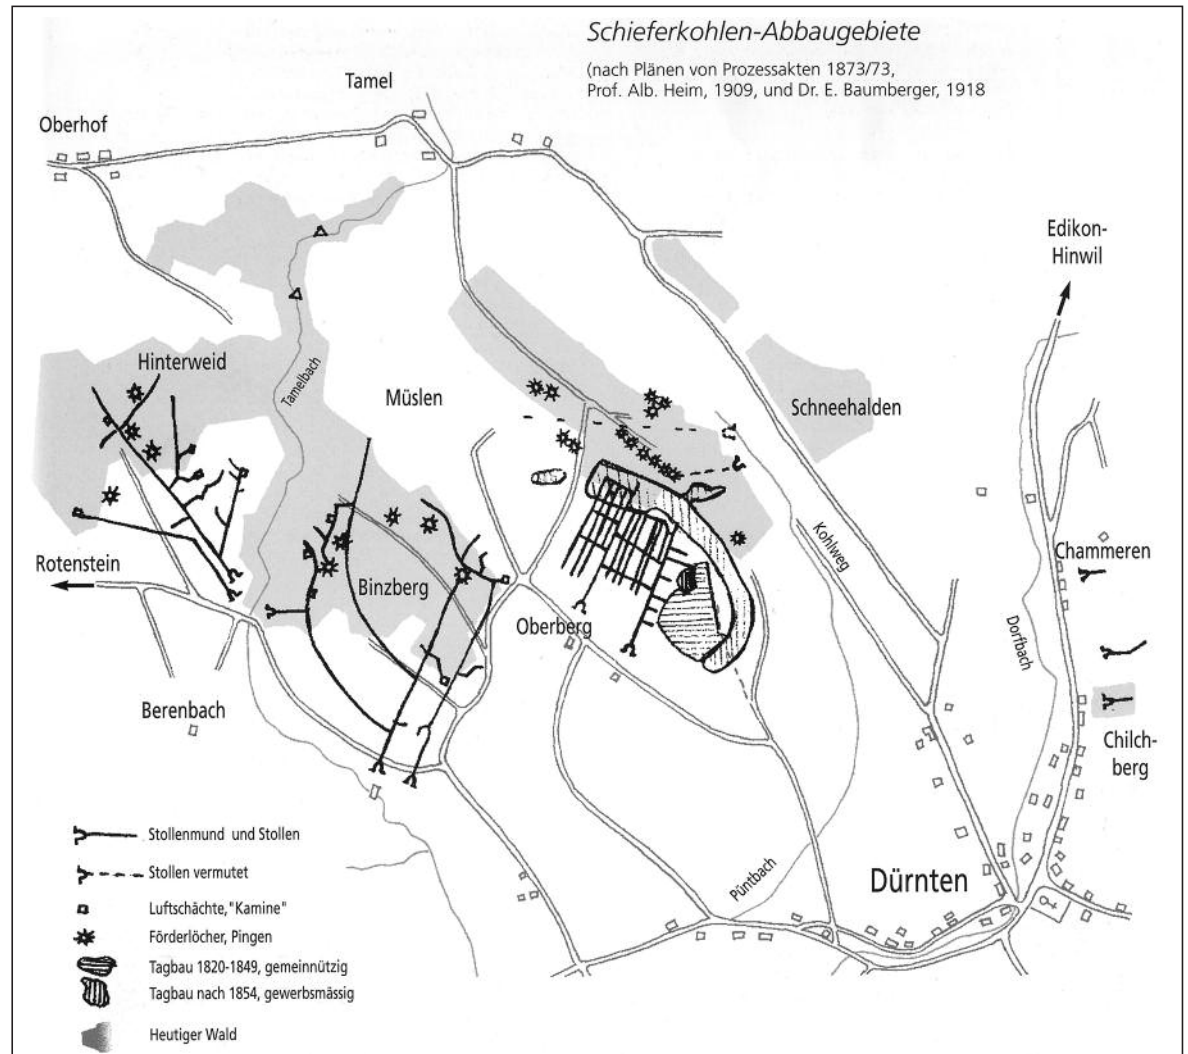 Schieferkohlen-Abbaugebiete
(nach Plänen von Prozessakten 1873/73,
Prof. Alb. Heim, 1909, und Dr. E. Baumberger, 1918
Tamel
Oberhof
Edikon-
Hinwil
Hinterweid
Tamelbach
Müslen
Schneehalden
Kohlweg
Chammeren
Rotenstein
Binzberg
Oberberg
Dorfbach
Berenbach
Chilch-
berg
Püntbach
Dürnten
Stollenmund und Stollen
Stollen vermutet
Luftschächte,"Kamine"
Förderlöcher, Pingen
Tagbau 1820-1849, gemeinnützig
Tagbau nach 1854, gewerbsmässig
Heutiger Wald